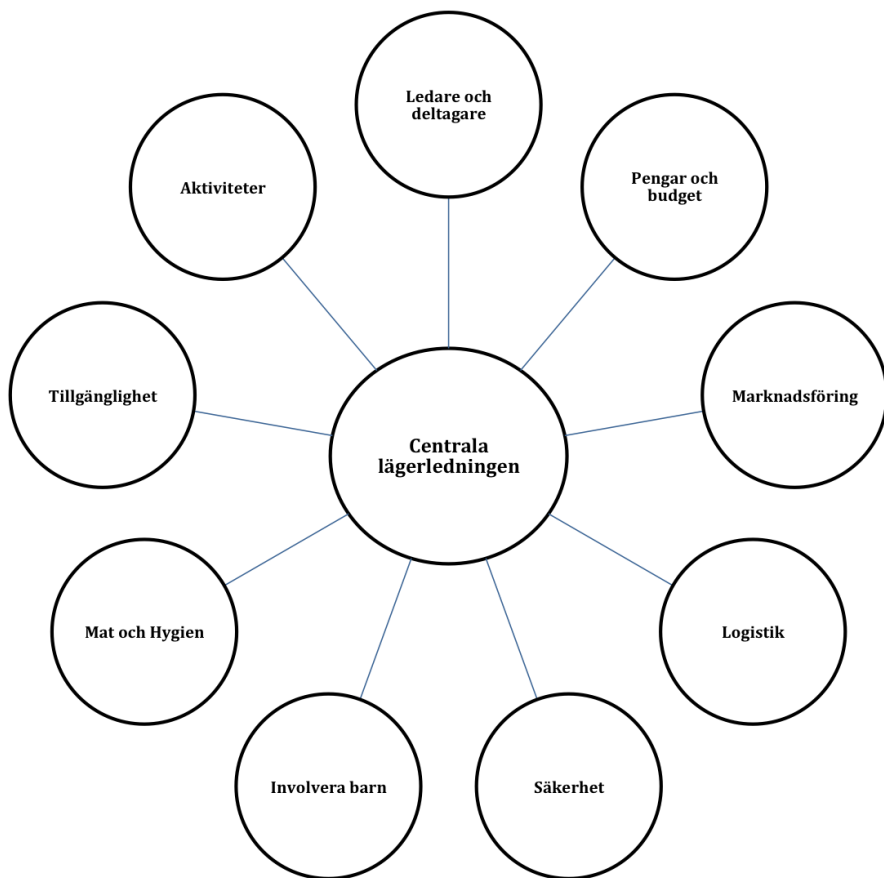 Ledare och
deltagare
Aktiviteter
Pengar och
budget
Tillgänglighet
Marknadsföring
Centrala
lägerledningen
Mat och Hygien
Logistik
Involvera barn
Säkerhet